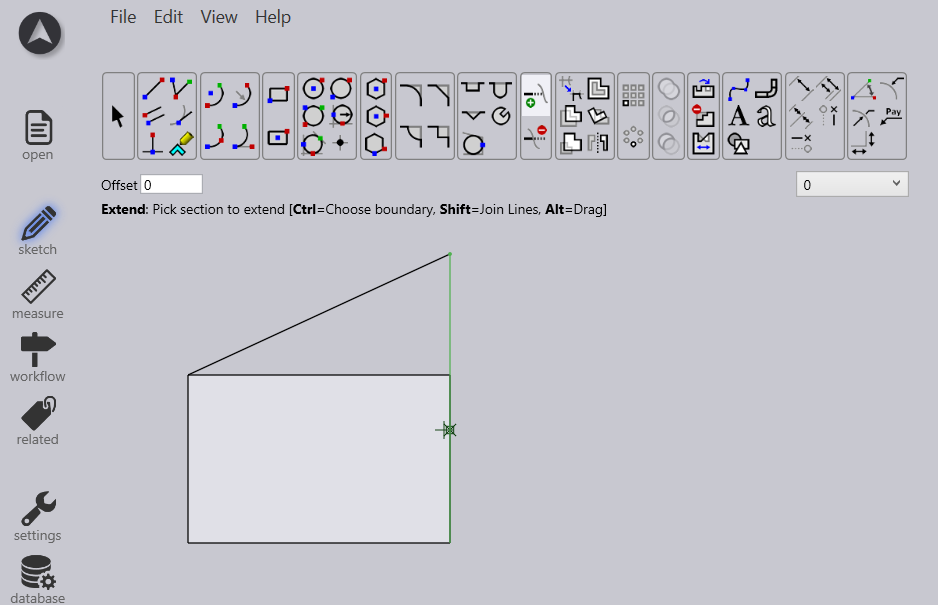 File Edit View Help
open
Pay
A a
Offset 0
0
Extend: Pick section to extend [Ctrl=Choose boundary, Shift=Join Lines, Alt=Drag]
sketch
measure
workflow
related
settings
database